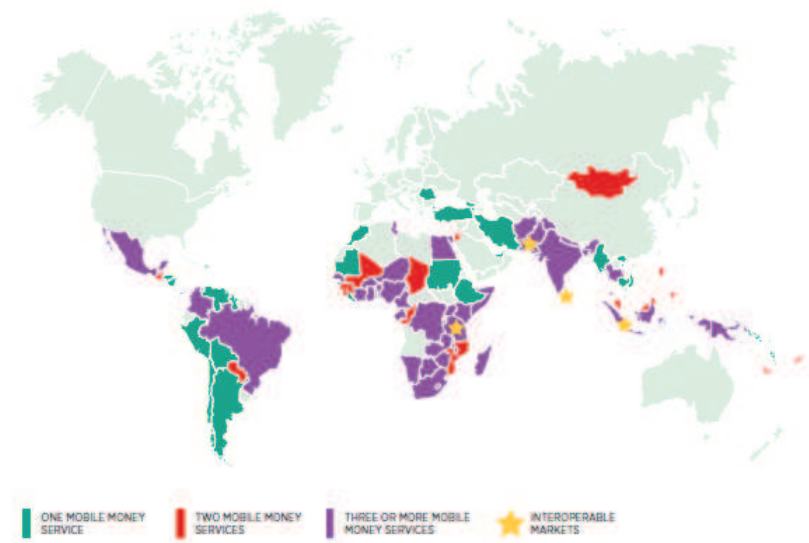 ONE MOBILE MONEY
SERVICE
TWO MOBILE MONEY
SERVICES
THREE OR MORE MOBILE
MONEY SERVICES
INTEROPERABLE
MARKETS